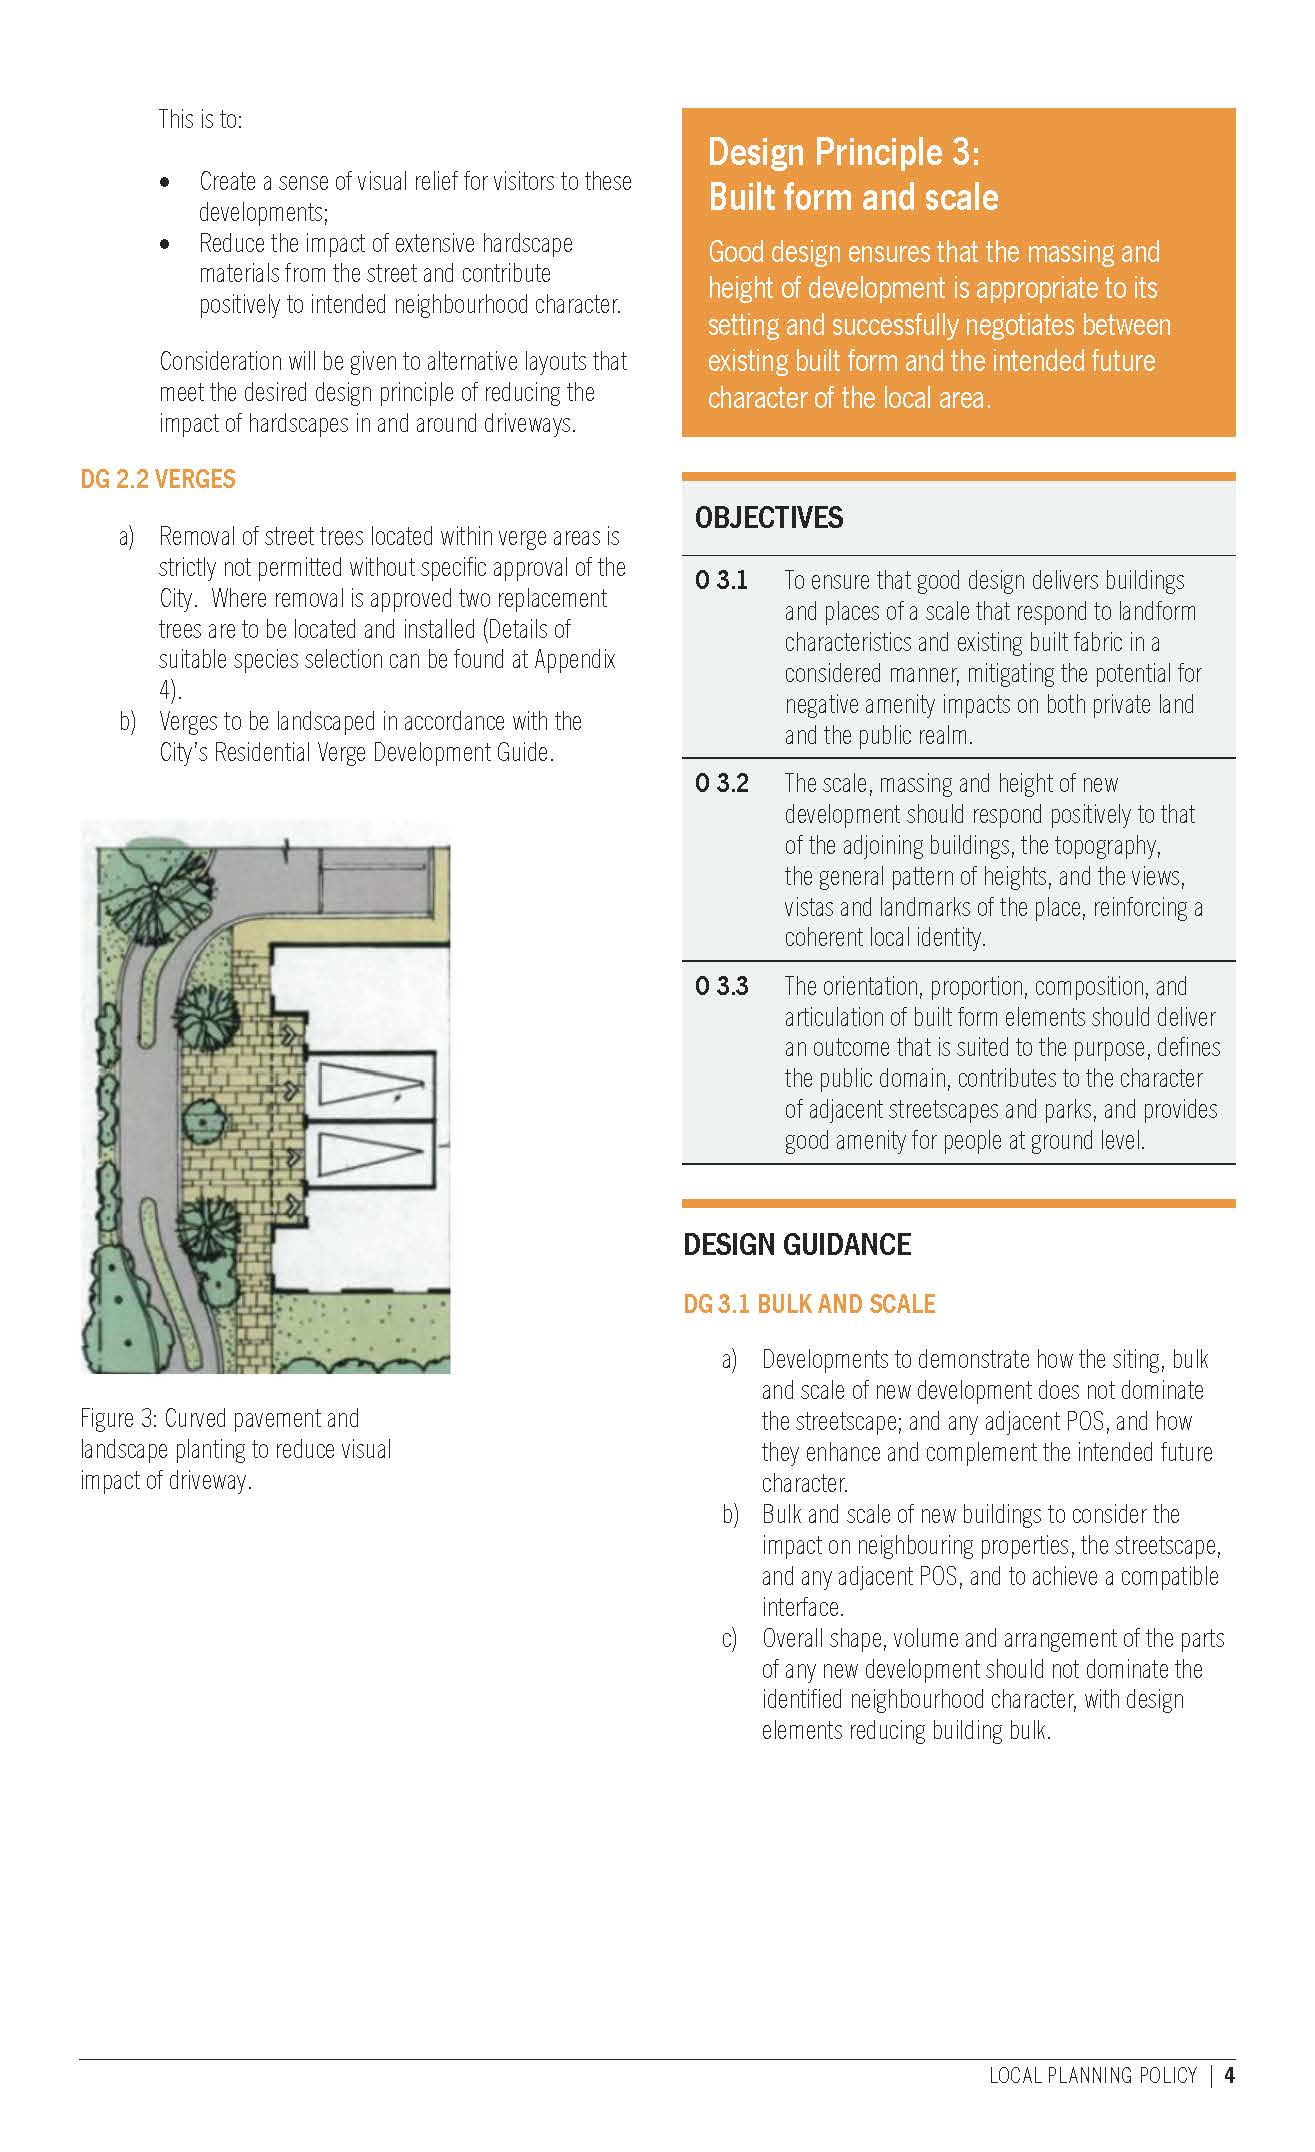 This is to:
• Create a sense of visual relief for visitors to these
developments;
• Reduce the impact of extensive hardscape
materials from the street and contribute
positively to intended neighbourhood character.
Consideration will be given to alternative layouts that
meet the desired design principle of reducing the
impact of hardscapes in and around driveways.
DG 2.2 VERGES
a) Removal of street trees located within verge areas is
strictly not permitted without specific approval of the
City.  Where removal is approved two replacement
trees are to be located and installed (Details of
suitable species selection can be found at Appendix
4).
b) Verges to be landscaped in accordance with the
City's Residential Verge Development Guide.
Figure 3: Curved pavement and
landscape planting to reduce visual
impact of driveway.
Design Principle 3:
Built form and scale
Good design ensures that the massing and
height of development is appropriate to its
setting and successfully negotiates between
existing built form and the intended future
character of the local area.
OBJECTIVES
O 3.1 To ensure that good design delivers buildings
and places of a scale that respond to landform
characteristics and existing built fabric in a
considered manner, mitigating the potential for
negative amenity impacts on both private land
and the public realm.
O 3.2 The scale, massing and height of new
development should respond positively to that
of the adjoining buildings, the topography,
the general pattern of heights, and the views,
vistas and landmarks of the place, reinforcing a
coherent local identity.
O 3.3 The orientation, proportion, composition, and
articulation of built form elements should deliver
an outcome that is suited to the purpose, defines
the public domain, contributes to the character
of adjacent streetscapes and parks, and provides
good amenity for people at ground level.
DESIGN GUIDANCE
DG 3.1 BULK AND SCALE
a) Developments to demonstrate how the siting, bulk
and scale of new development does not dominate
the streetscape; and any adjacent POS, and how
they enhance and complement the intended future
character.
b) Bulk and scale of new buildings to consider the
impact on neighbouring properties, the streetscape,
and any adjacent POS, and to achieve a compatible
interface.
c) Overall shape, volume and arrangement of the parts
of any new development should not dominate the
identified neighbourhood character, with design
elements reducing building bulk.
LOCAL PLANNING POLICY | 4